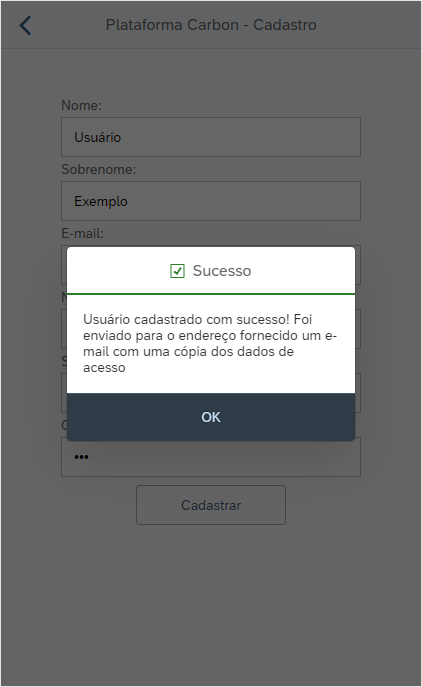 Plataforma Carbon - Cadastro
Nome:
Usuário
Sobrenome:
Exemplo
E-mail:
Sucesso
Usuário cadastrado com sucesso! Foi
enviado para o endereço fornecido um e-
mail com uma cópia dos dados de
acesso
OK
•••
Cadastrar